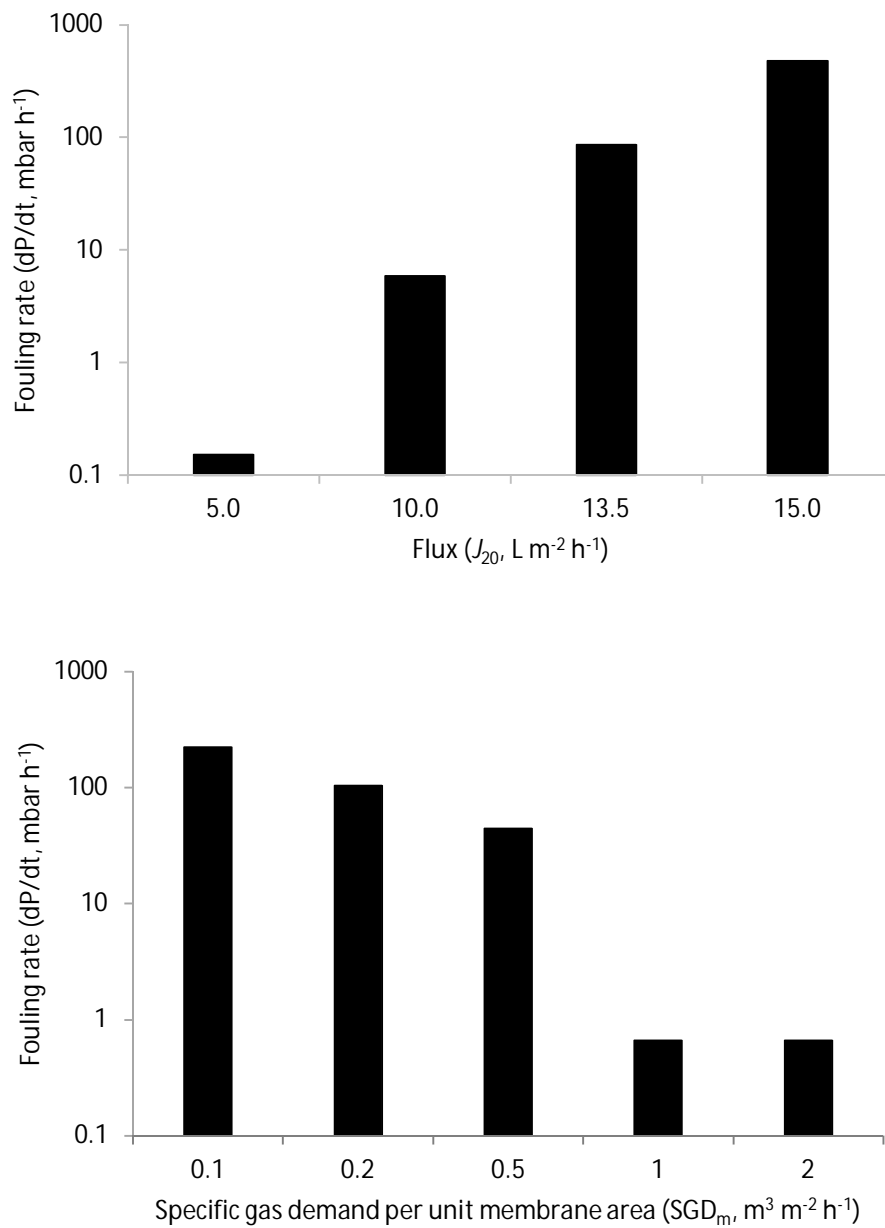 1000
100
10
1
0.1
Fouling rate (dP/dt, mbar h⁻¹)
5.0 10.0 13.5 15.0
Flux (J₂₀, L m⁻² h⁻¹)
1000
100
10
1
0.1
Fouling rate (dP/dt, mbar h⁻¹)
0.1 0.2 0.5 1 2
Specific gas demand per unit membrane area (SGDₘ, m³ m⁻² h⁻¹)